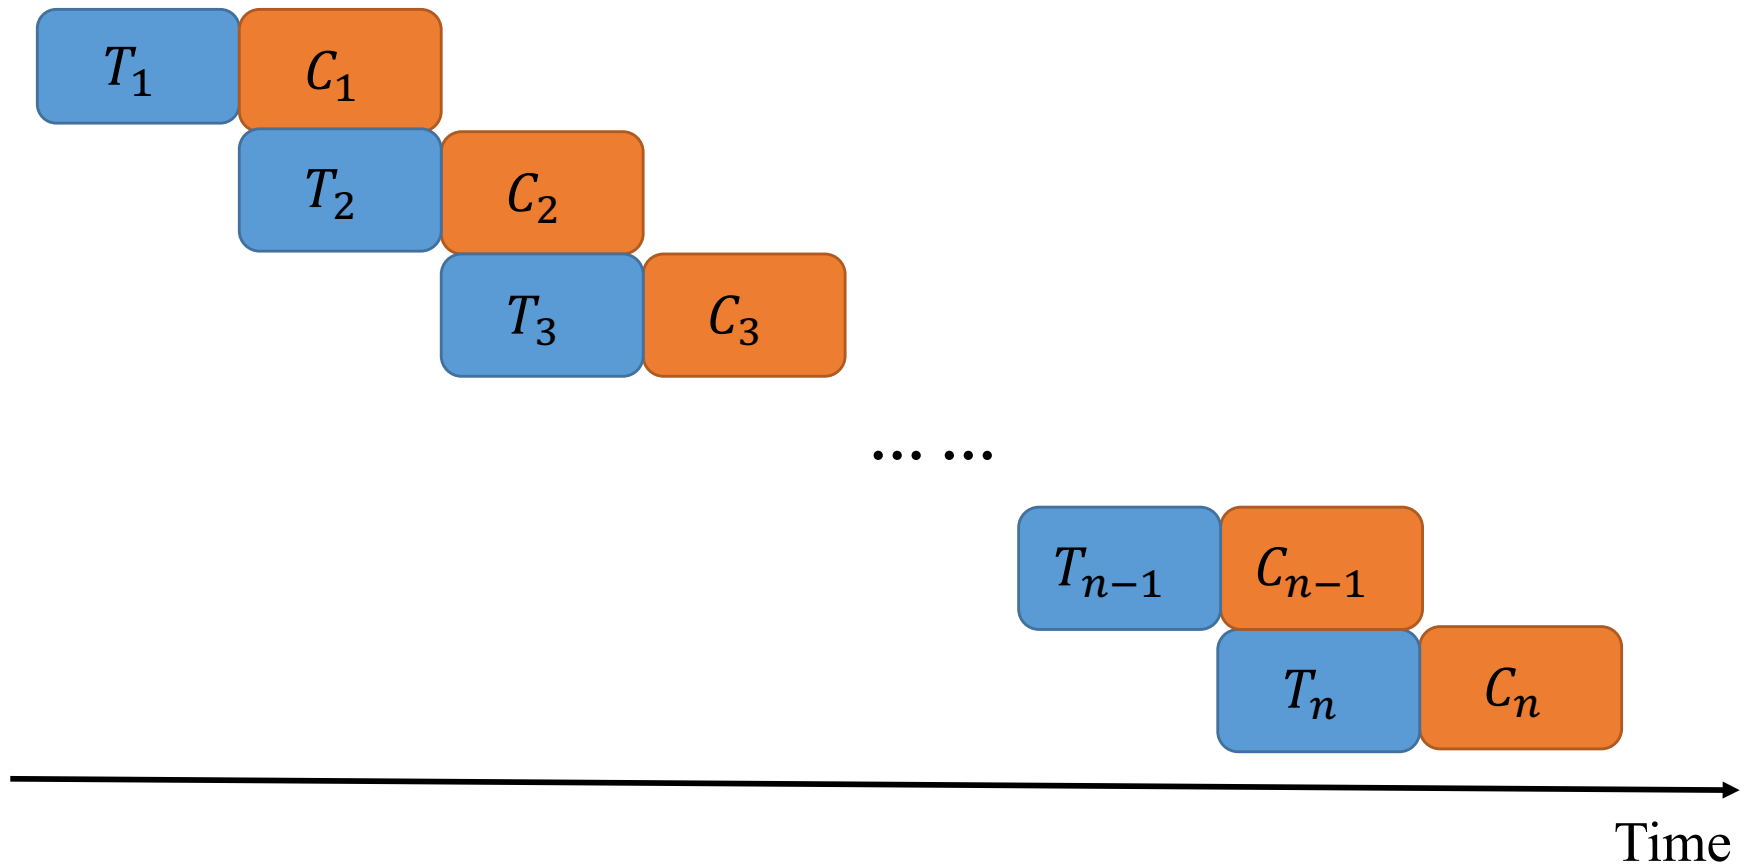 T₁ C₁
T₂ C₂
T₃ C₃
... ...
Tₙ₋₁ Cₙ₋₁
Tₙ Cₙ
Time